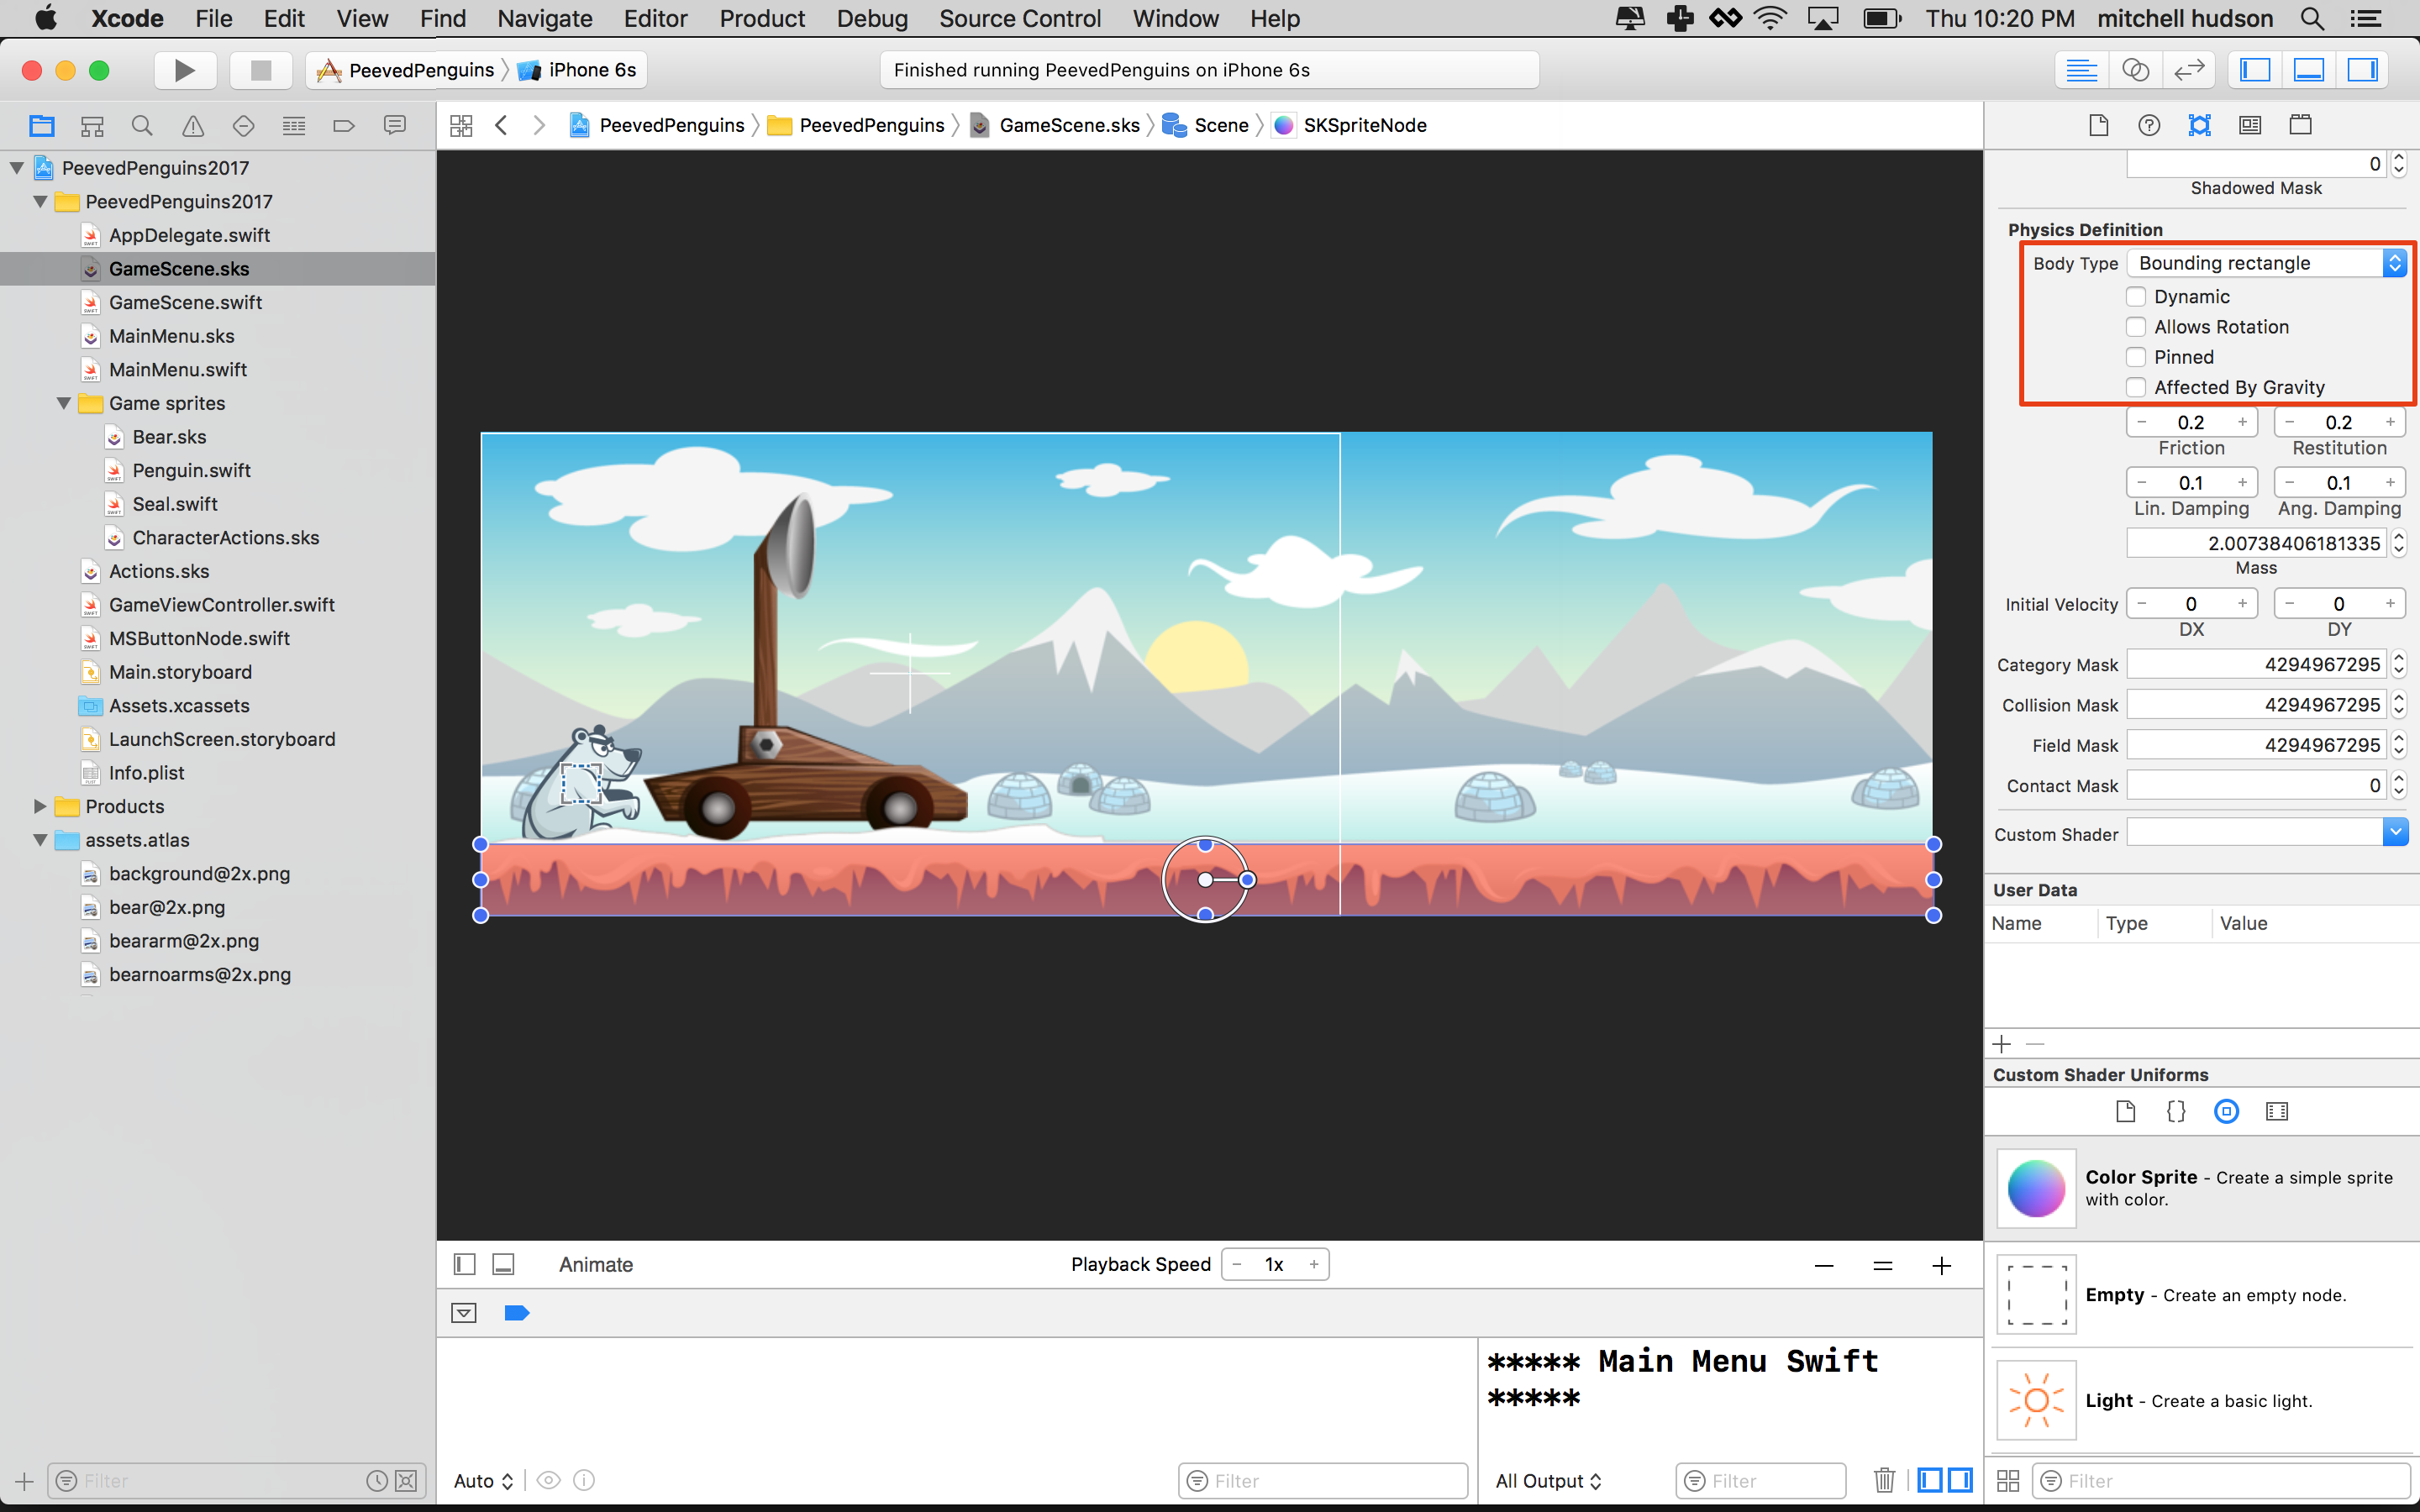 Xcode File Edit View Find Navigate Editor Product Debug Source Control Window Help Thu 10:20 PM mitchell hudson
PeevedPenguins iPhone 6s
Finished running PeevedPenguins on iPhone 6s
PeevedPenguins PeevedPenguins GameScene.sks Scene SKSpriteNode
PeevedPenguins2017
PeevedPenguins2017
AppDelegate.swift
GameScene.sks
GameScene.swift
MainMenu.sks
MainMenu.swift
Game sprites
Bear.sks
Penguin.swift
Seal.swift
CharacterActions.sks
Actions.sks
GameViewController.swift
MSButtonNode.swift
Main.storyboard
Assets.xcassets
LaunchScreen.storyboard
Info.plist
Products
assets.atlas
background@2x.png
bear@2x.png
beararm@2x.png
bearnoarms@2x.png
Filter
Animate
Playback Speed - 1x +
***** Main Menu Swift
*****
Auto
Filter
All Output
Filter
0
Shadowed Mask
Physics Definition
Body Type Bounding rectangle
Dynamic
Allows Rotation
Pinned
Affected By Gravity
- 0.2 + - 0.2 +
Friction Restitution
- 0.1 + - 0.1 +
Lin. Damping Ang. Damping
2.00738406181335
Mass
Initial Velocity - 0 + - 0 +
DX DY
Category Mask 4294967295
Collision Mask 4294967295
Field Mask 4294967295
Contact Mask 0
Custom Shader
User Data
Name Type Value
Custom Shader Uniforms
Color Sprite - Create a simple sprite
with color.
Empty - Create an empty node.
Light - Create a basic light.
Filter